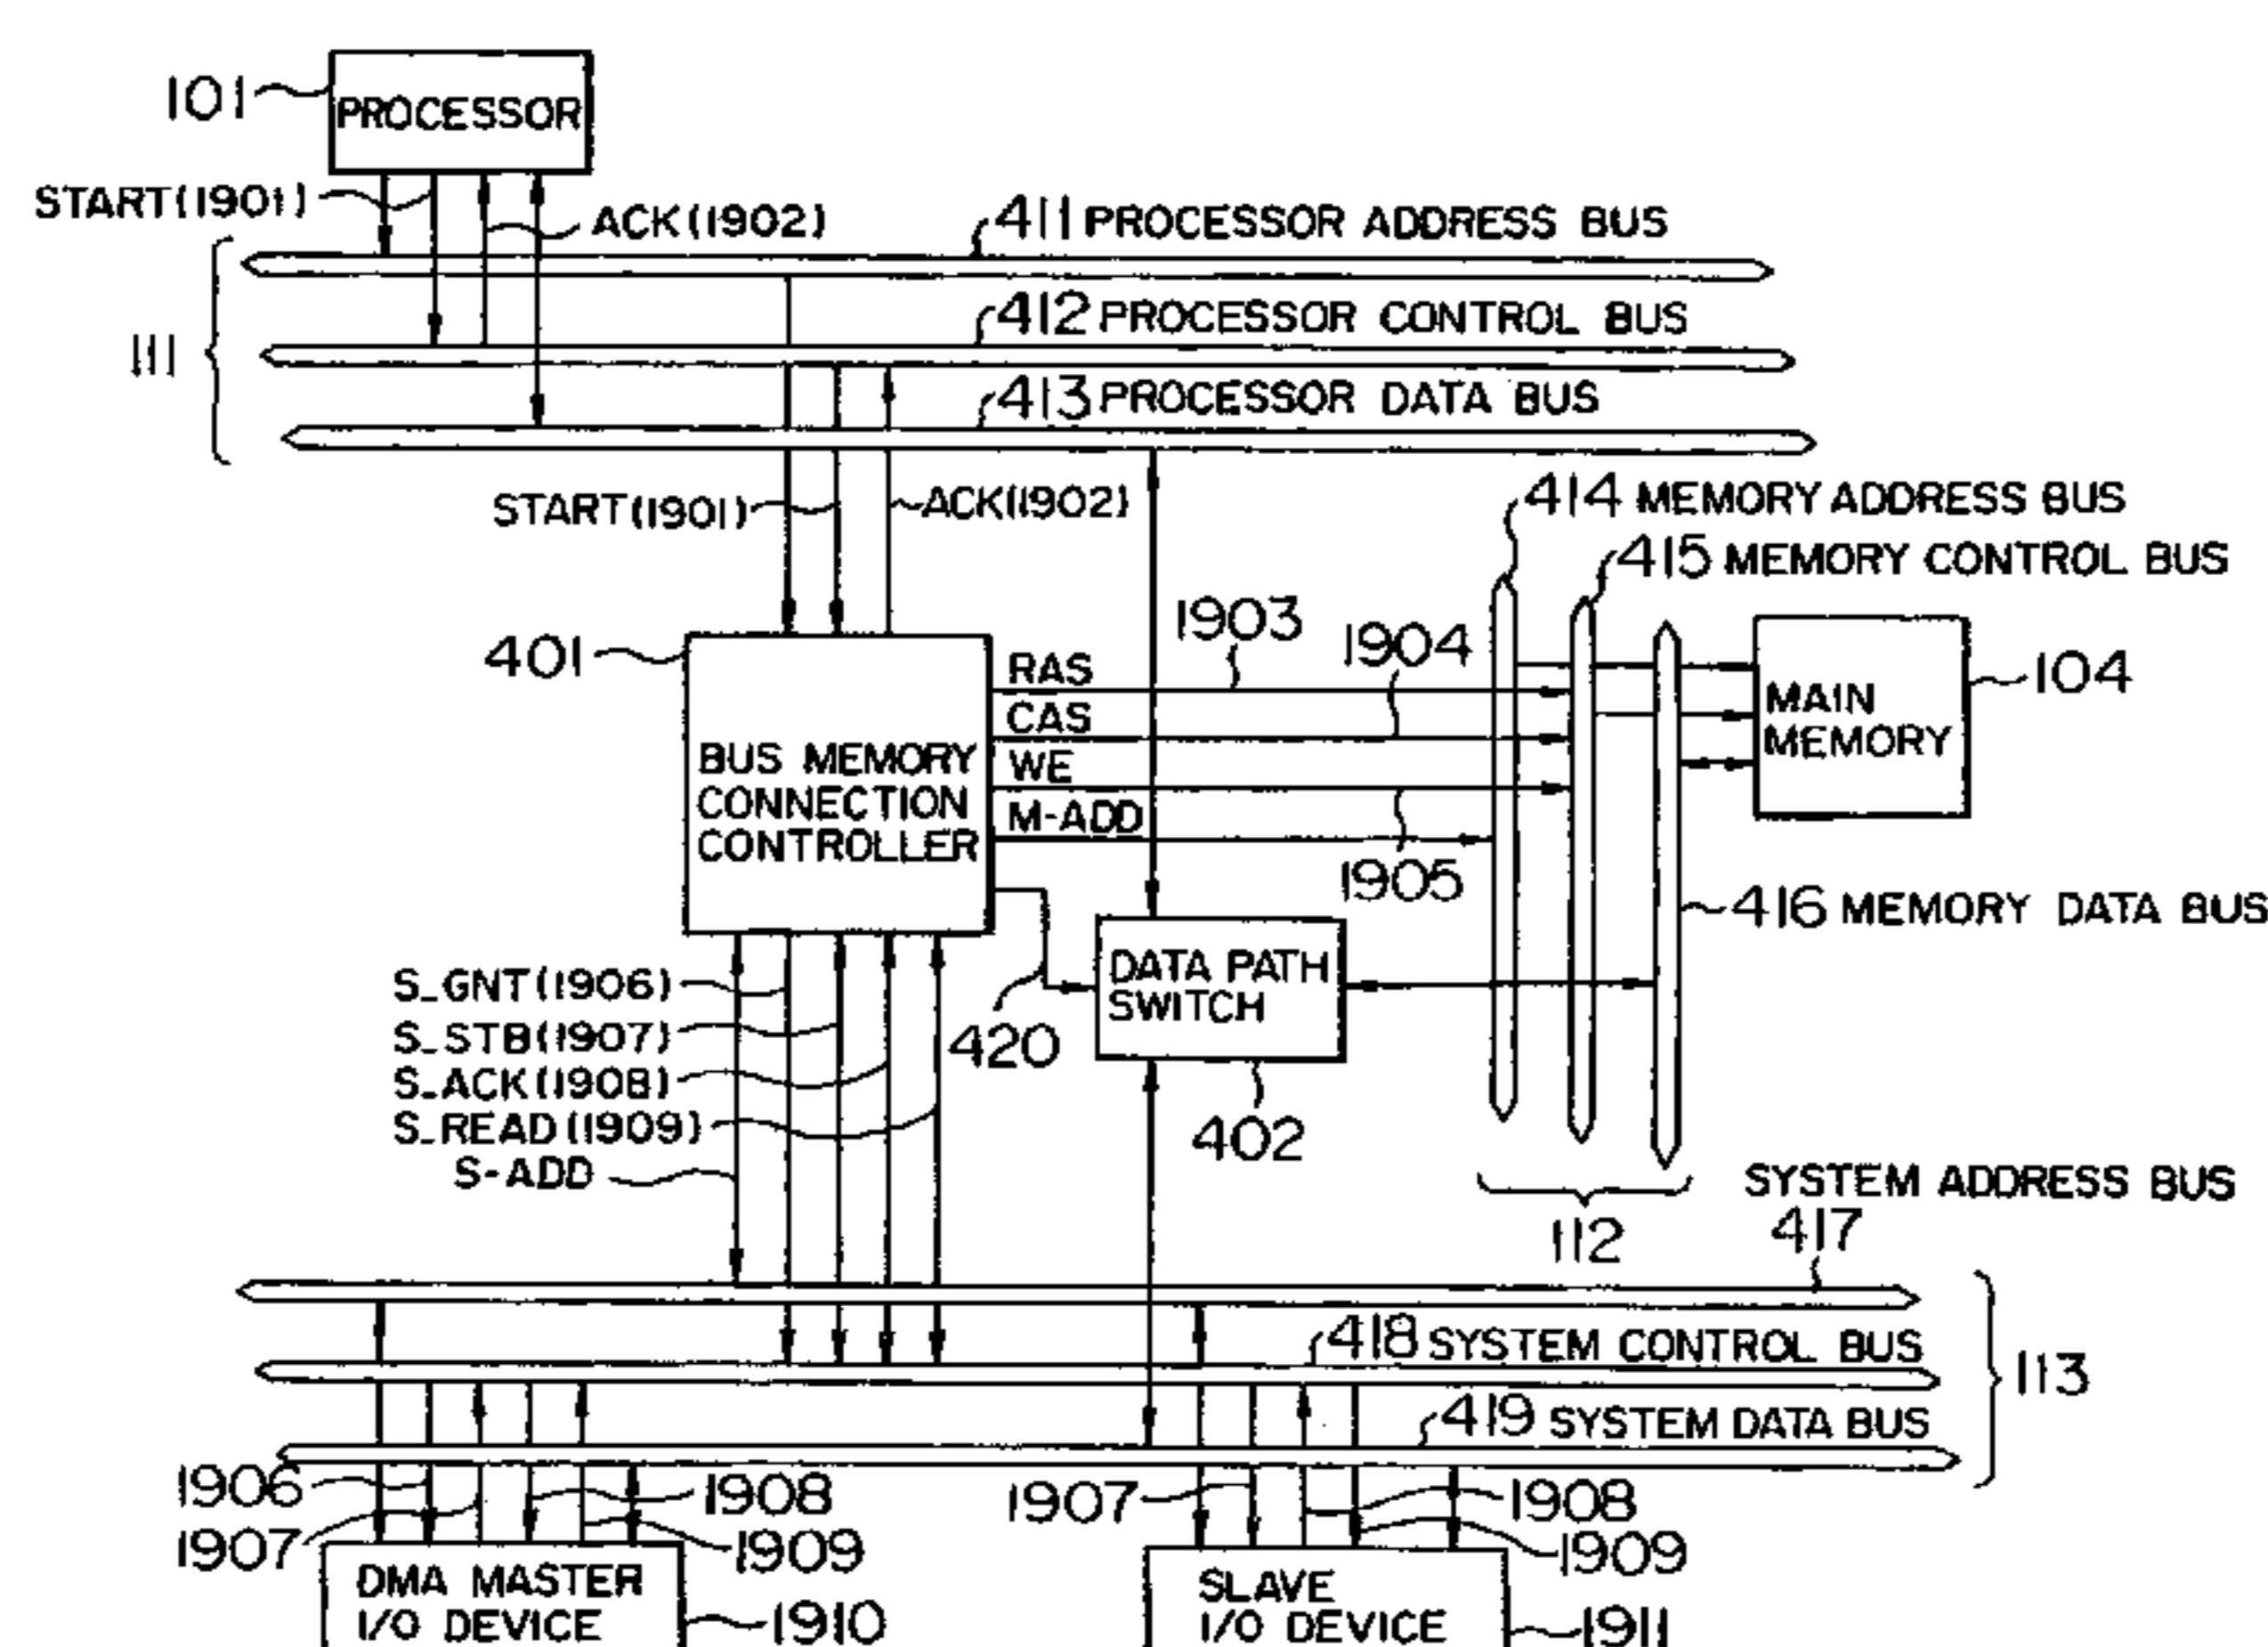 101
PROCESSOR
START(1901)
ACK(1902)
411 PROCESSOR ADDRESS BUS
412 PROCESSOR CONTROL BUS
111
413 PROCESSOR DATA BUS
START(1901)
ACK(1902)
414 MEMORY ADDRESS BUS
415 MEMORY CONTROL BUS
401
1903
1904
RAS
CAS
WE
M-ADD
BUS MEMORY
CONNECTION
CONTROLLER
MAIN
MEMORY
104
1905
416 MEMORY DATA BUS
DATA PATH
SWITCH
420
402
S_GNT(1906)
S_STB(1907)
S_ACK(1908)
S_READ(1909)
S-ADD
112
SYSTEM ADDRESS BUS
417
418 SYSTEM CONTROL BUS
113
419 SYSTEM DATA BUS
1906
1908
1907
1909
1907
1908
1909
DMA MASTER
I/O DEVICE
1910
SLAVE
I/O DEVICE
1911